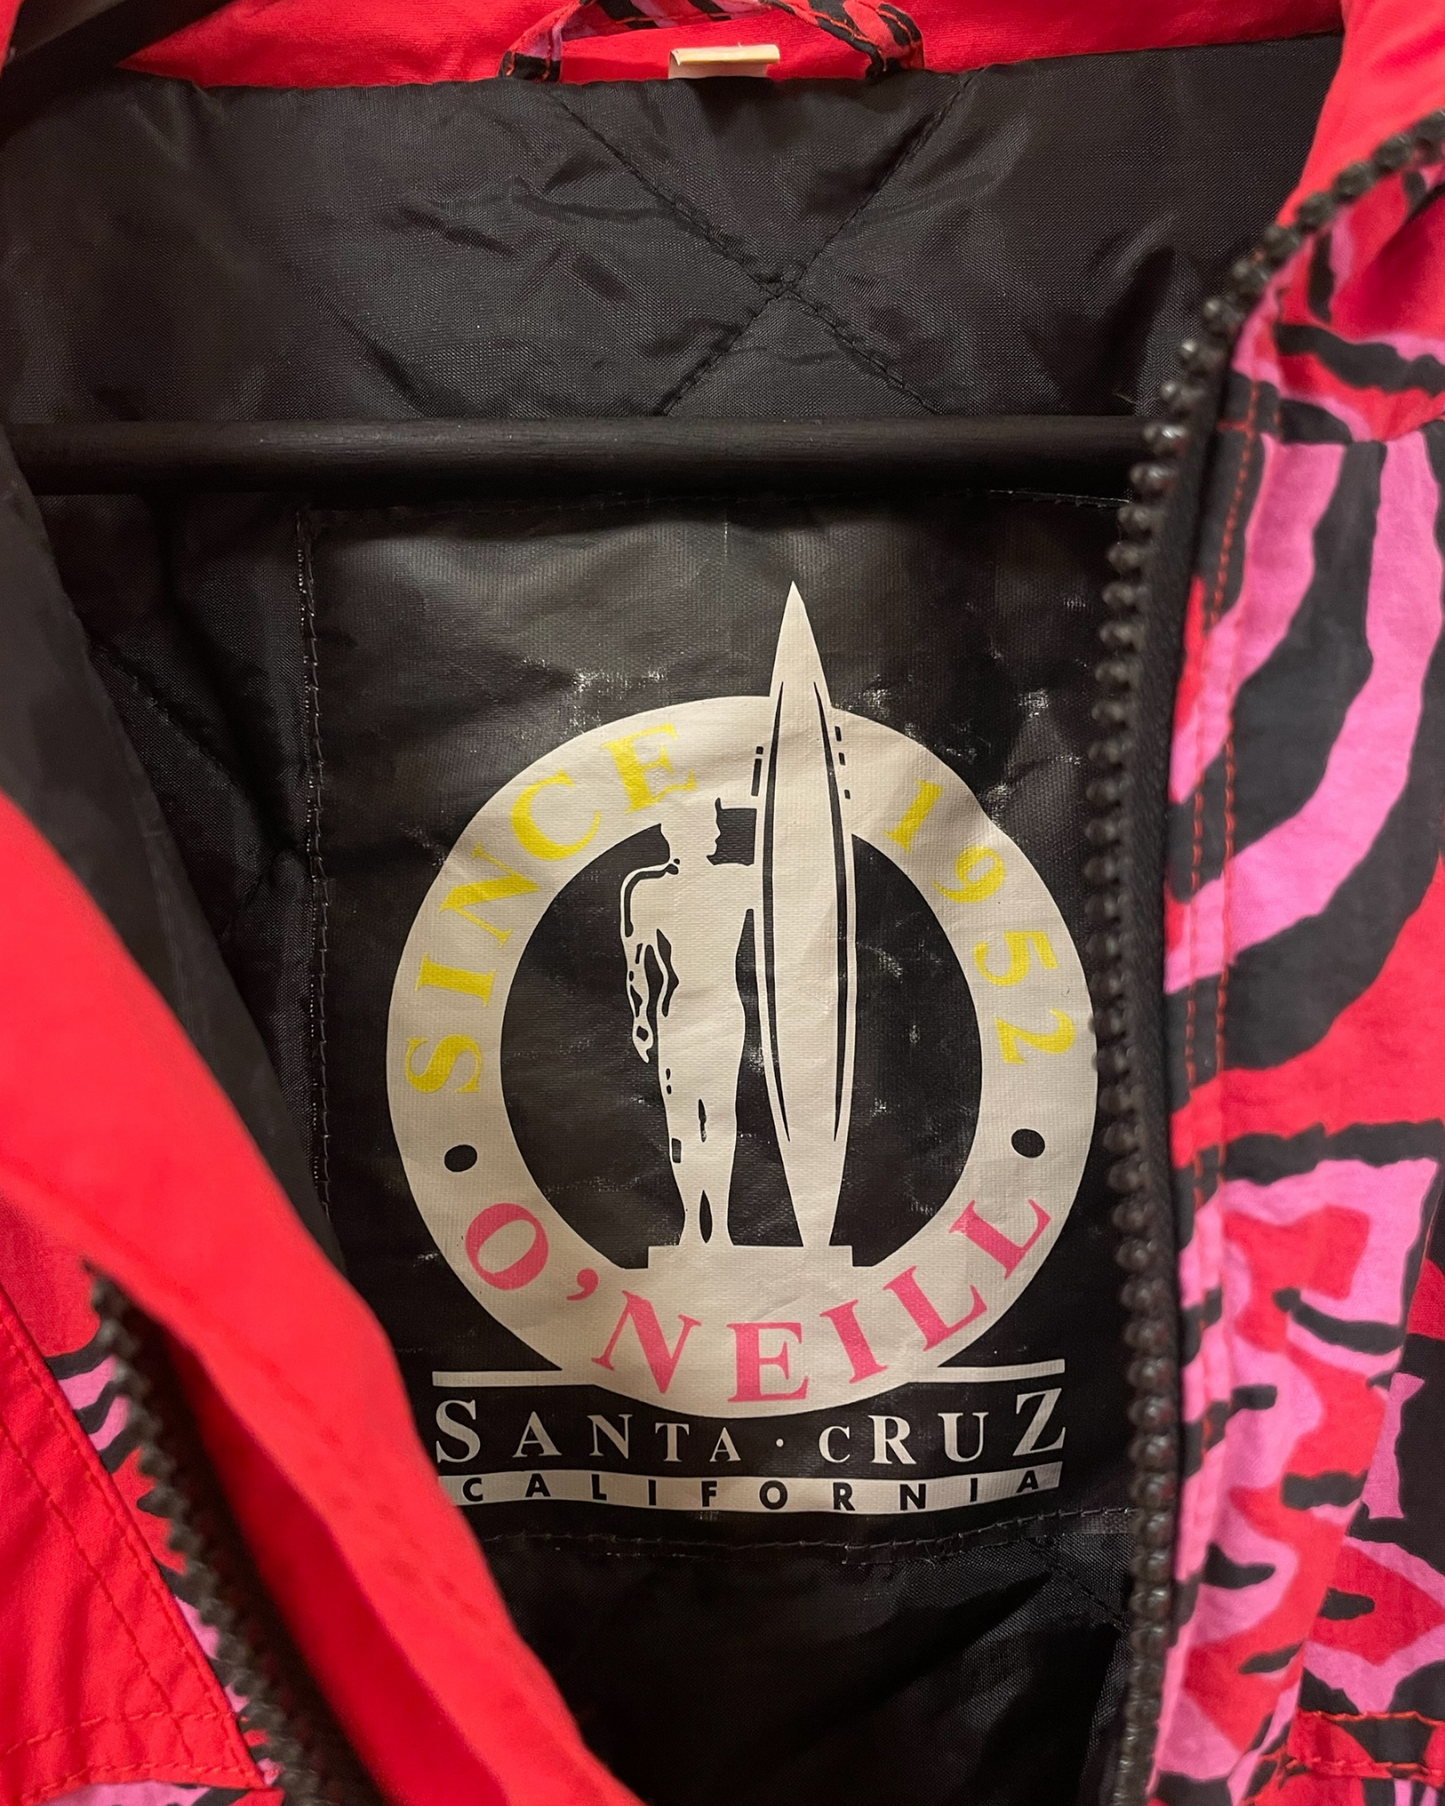 SINCE 1952
O'NEILL
SANTA · CRUZ
CALIFORNIA